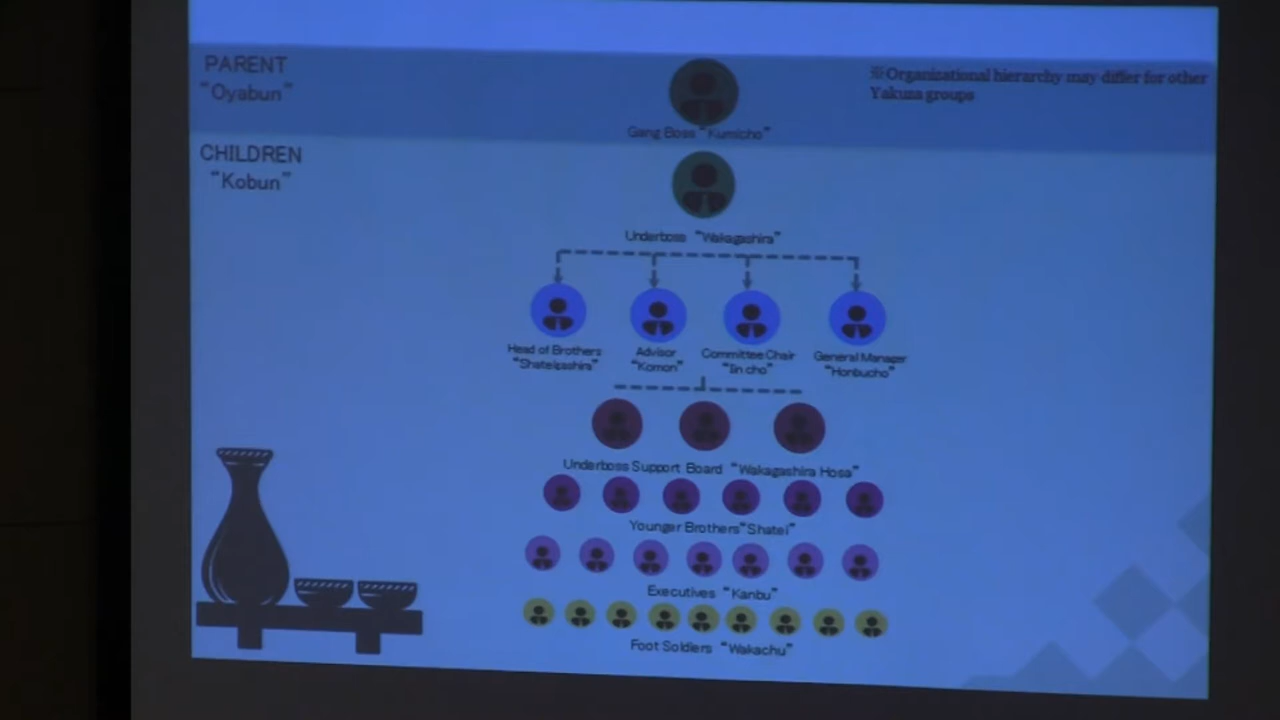 PARENT
"Oyabun"
※Organizational hierarchy may differ for other
Yakuza groups
Gang Boss "Kumicho"
CHILDREN
"Kobun"
Underboss "Wakagashira"
Head of Brothers
"Shateigashira"
Advisor
"Komon"
Committee Chair
"Iin cho"
General Manager
"Honbucho"
Underboss Support Board "Wakagashira Hosa"
Younger Brothers"Shatei"
Executives "Kanbu"
Foot Soldiers "Wakachu"